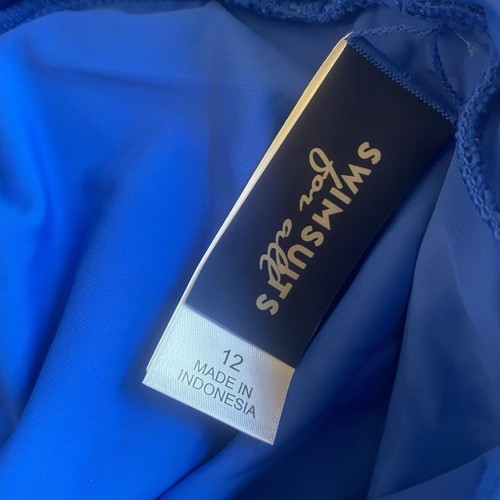 SWIMSUITS
for all
12
MADE IN
INDONESIA